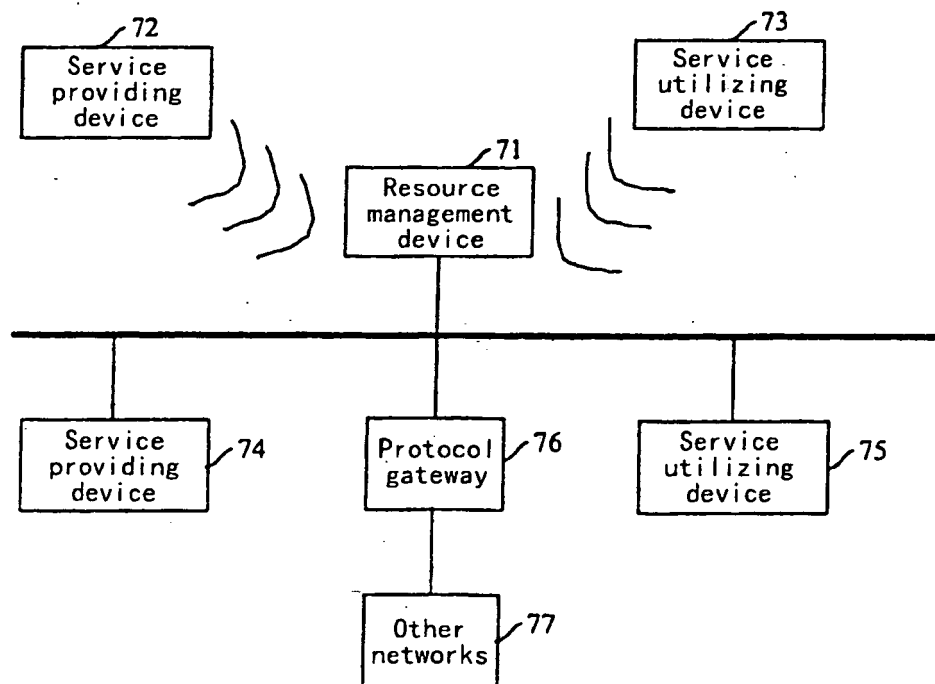 72
Service
providing
device
73
Service
utilizing
device
71
Resource
management
device
Service
providing
device
74
Protocol
gateway
76
Service
utilizing
device
75
Other
networks
77